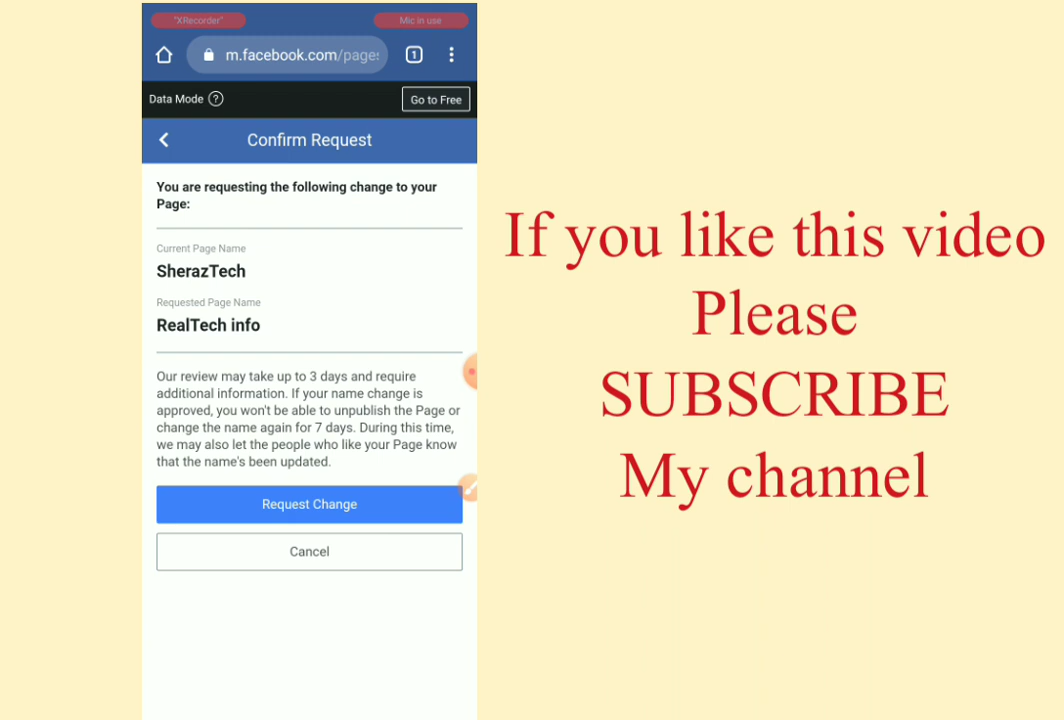 "XRecorder"
Mic in use
m.facebook.com/page
1
Data Mode ?
Go to Free
Confirm Request
You are requesting the following change to your
Page:
Current Page Name
SherazTech
Requested Page Name
RealTech info
Our review may take up to 3 days and require
additional information. If your name change is
approved, you won't be able to unpublish the Page or
change the name again for 7 days. During this time,
we may also let the people who like your Page know
that the name's been updated.
Request Change
Cancel
If you like this video
Please
SUBSCRIBE
My channel